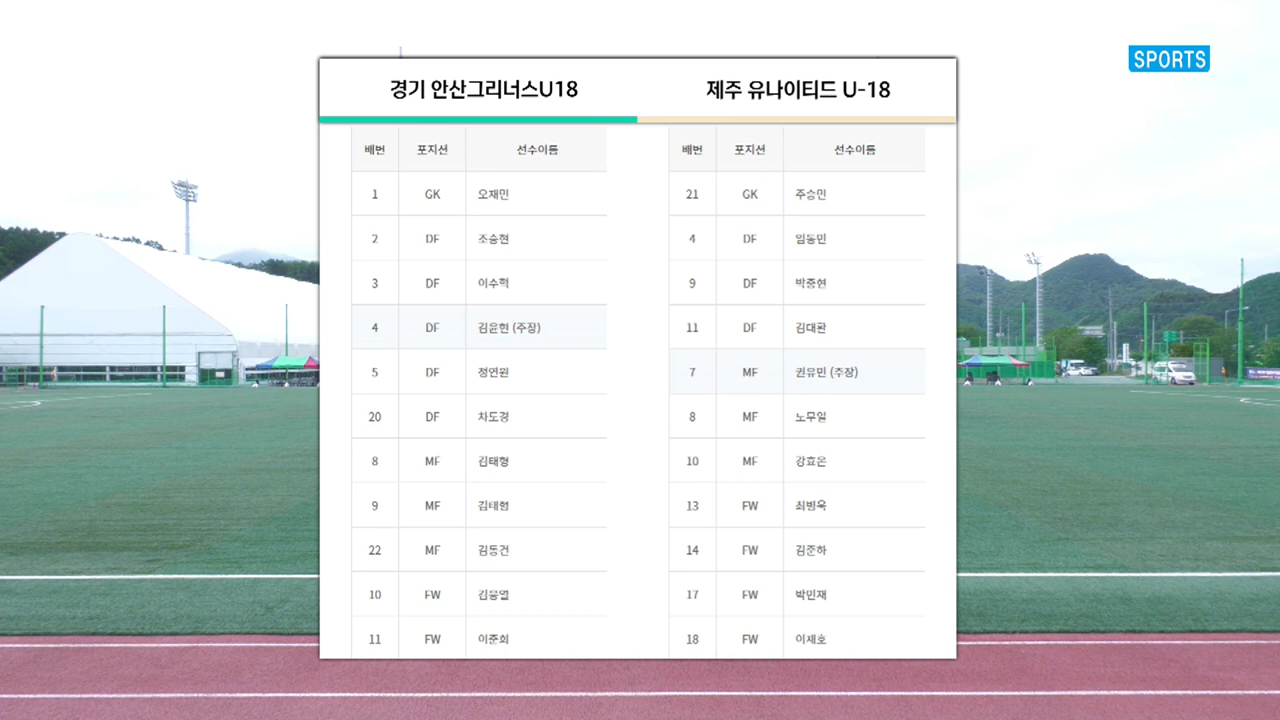 SPORTS
경기 안산그리너스U18 제주 유나이티드 U-18
배번 포지션 선수이름 배번 포지션 선수이름
1 GK 오재민 21 GK 주승민
2 DF 조승현 4 DF 임동민
3 DF 이수혁 9 DF 박중현
4 DF 김윤현 (주장) 11 DF 김대환
5 DF 정연원 7 MF 권유민 (주장)
20 DF 차도경 8 MF 노무일
8 MF 김태형 10 MF 강효온
9 MF 김태형 13 FW 최병욱
22 MF 김동건 14 FW 김준하
10 FW 17 FW 박민재
11 FW 이준희 18 FW 이재호